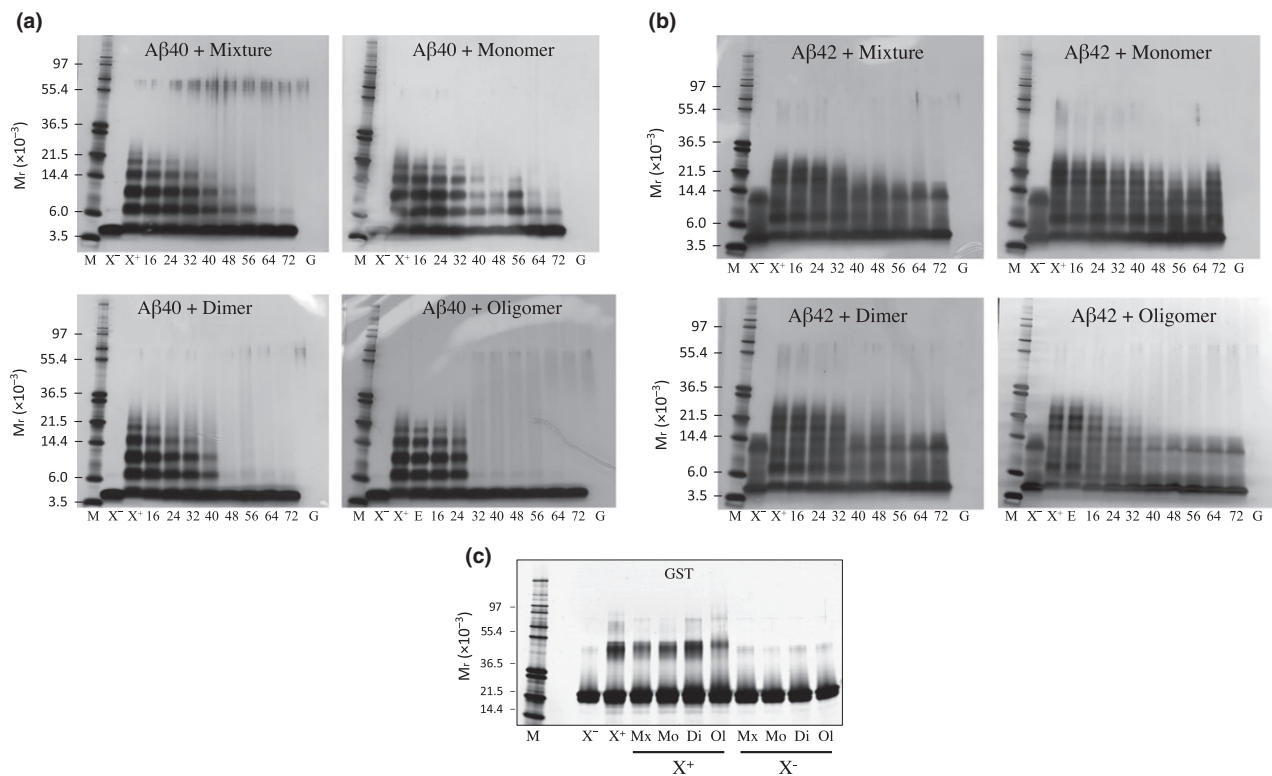 (a)
Aβ40 + Mixture
Aβ40 + Monomer
97
55.4
36.5
21.5
14.4
6.0
3.5
Mr (×10⁻³)
M X⁻ X⁺ 16 24 32 40 48 56 64 72 G
M X⁻ X⁺ 16 24 32 40 48 56 64 72 G
Aβ40 + Dimer
Aβ40 + Oligomer
97
55.4
36.5
21.5
14.4
6.0
3.5
Mr (×10⁻³)
M X⁻ X⁺ 16 24 32 40 48 56 64 72 G
M X⁻ X⁺ E 16 24 32 40 48 56 64 72 G
(b)
Aβ42 + Mixture
Aβ42 + Monomer
97
55.4
36.5
21.5
14.4
6.0
3.5
Mr (×10⁻³)
M X⁻ X⁺ 16 24 32 40 48 56 64 72 G
M X⁻ X⁺ 16 24 32 40 48 56 64 72 G
Aβ42 + Dimer
Aβ42 + Oligomer
97
55.4
36.5
21.5
14.4
6.0
3.5
Mr (×10⁻³)
M X⁻ X⁺ 16 24 32 40 48 56 64 72 G
M X⁻ X⁺ E 16 24 32 40 48 56 64 72 G
(c)
GST
97
55.4
36.5
21.5
14.4
Mr (×10⁻³)
M X⁻ X⁺ Mx Mo Di Ol Mx Mo Di Ol
X⁺ X⁻